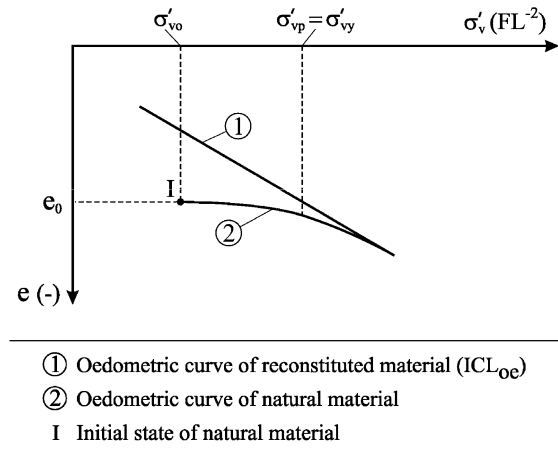 σ′vo σ′vp=σ′vy σ′v (FL-2)
1
I
e0
2
e (-)
1 Oedometric curve of reconstituted material (ICLoe)
2 Oedometric curve of natural material
I Initial state of natural material